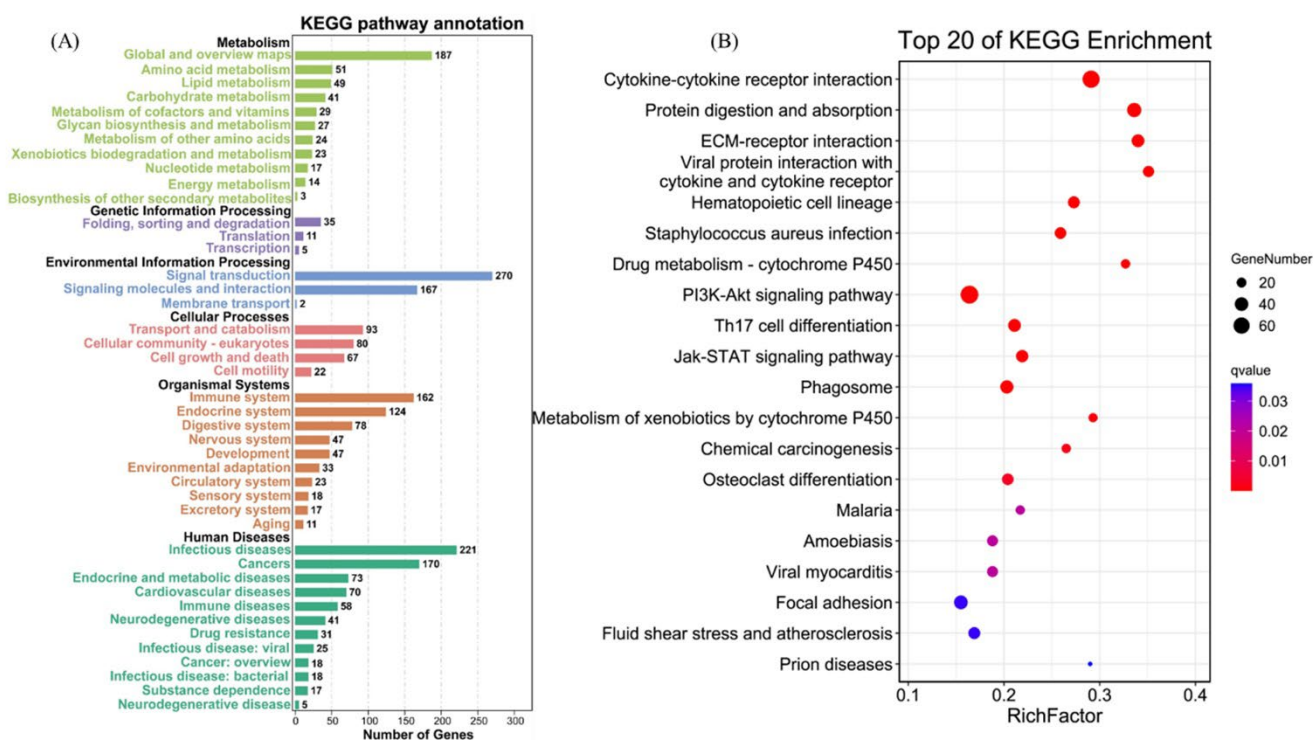 (A)
KEGG pathway annotation
Metabolism
Global and overview maps 187
Amino acid metabolism 51
Lipid metabolism 49
Carbohydrate metabolism 41
Metabolism of cofactors and vitamins 29
Glycan biosynthesis and metabolism 27
Metabolism of other amino acids 24
Xenobiotics biodegradation and metabolism 23
Nucleotide metabolism 17
Energy metabolism 14
Biosynthesis of other secondary metabolites 3
Genetic Information Processing
Folding, sorting and degradation 35
Translation 11
Transcription 5
Environmental Information Processing
Signal transduction 270
Signaling molecules and interaction 167
Membrane transport 2
Cellular Processes
Transport and catabolism 93
Cellular community - eukaryotes 80
Cell growth and death 67
Cell motility 22
Organismal Systems
Immune system 162
Endocrine system 124
Digestive system 78
Nervous system 47
Development 47
Environmental adaptation 33
Circulatory system 23
Sensory system 18
Excretory system 17
Aging 11
Human Diseases
Infectious diseases 221
Cancers 170
Endocrine and metabolic diseases 73
Cardiovascular diseases 70
Immune diseases 58
Neurodegenerative diseases 41
Drug resistance 31
Infectious disease: viral 25
Cancer: overview 18
Infectious disease: bacterial 18
Substance dependence 17
Neurodegenerative disease 5
0 50 100 150 200 250 300
Number of Genes
(B)
Top 20 of KEGG Enrichment
Cytokine-cytokine receptor interaction
Protein digestion and absorption
ECM-receptor interaction
Viral protein interaction with
cytokine and cytokine receptor
Hematopoietic cell lineage
Staphylococcus aureus infection
Drug metabolism - cytochrome P450
PI3K-Akt signaling pathway
Th17 cell differentiation
Jak-STAT signaling pathway
Phagosome
Metabolism of xenobiotics by cytochrome P450
Chemical carcinogenesis
Osteoclast differentiation
Malaria
Amoebiasis
Viral myocarditis
Focal adhesion
Fluid shear stress and atherosclerosis
Prion diseases
0.1 0.2 0.3 0.4
RichFactor
GeneNumber
20
40
60
qvalue
0.03
0.02
0.01